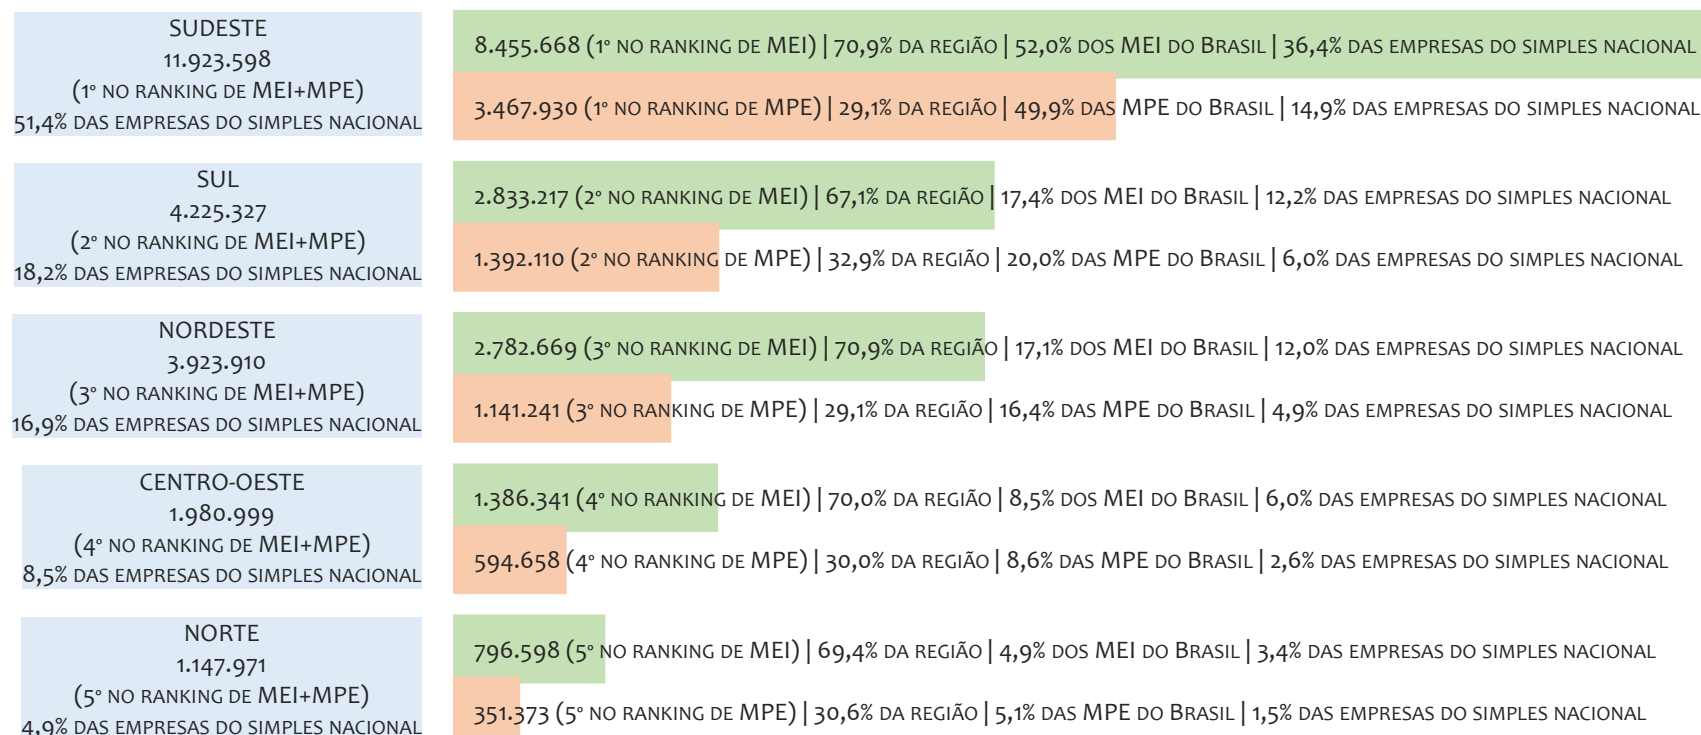 SUDESTE
11.923.598
(1° NO RANKING DE MEI+MPE)
51,4% DAS EMPRESAS DO SIMPLES NACIONAL
8.455.668 (1° NO RANKING DE MEI) | 70,9% DA REGIÃO | 52,0% DOS MEI DO BRASIL | 36,4% DAS EMPRESAS DO SIMPLES NACIONAL
3.467.930 (1° NO RANKING DE MPE) | 29,1% DA REGIÃO | 49,9% DAS MPE DO BRASIL | 14,9% DAS EMPRESAS DO SIMPLES NACIONAL
SUL
4.225.327
(2° NO RANKING DE MEI+MPE)
18,2% DAS EMPRESAS DO SIMPLES NACIONAL
2.833.217 (2° NO RANKING DE MEI) | 67,1% DA REGIÃO | 17,4% DOS MEI DO BRASIL | 12,2% DAS EMPRESAS DO SIMPLES NACIONAL
1.392.110 (2° NO RANKING DE MPE) | 32,9% DA REGIÃO | 20,0% DAS MPE DO BRASIL | 6,0% DAS EMPRESAS DO SIMPLES NACIONAL
NORDESTE
3.923.910
(3° NO RANKING DE MEI+MPE)
16,9% DAS EMPRESAS DO SIMPLES NACIONAL
2.782.669 (3° NO RANKING DE MEI) | 70,9% DA REGIÃO | 17,1% DOS MEI DO BRASIL | 12,0% DAS EMPRESAS DO SIMPLES NACIONAL
1.141.241 (3° NO RANKING DE MPE) | 29,1% DA REGIÃO | 16,4% DAS MPE DO BRASIL | 4,9% DAS EMPRESAS DO SIMPLES NACIONAL
CENTRO-OESTE
1.980.999
(4° NO RANKING DE MEI+MPE)
8,5% DAS EMPRESAS DO SIMPLES NACIONAL
1.386.341 (4° NO RANKING DE MEI) | 70,0% DA REGIÃO | 8,5% DOS MEI DO BRASIL | 6,0% DAS EMPRESAS DO SIMPLES NACIONAL
594.658 (4° NO RANKING DE MPE) | 30,0% DA REGIÃO | 8,6% DAS MPE DO BRASIL | 2,6% DAS EMPRESAS DO SIMPLES NACIONAL
NORTE
1.147.971
(5° NO RANKING DE MEI+MPE)
4,9% DAS EMPRESAS DO SIMPLES NACIONAL
796.598 (5° NO RANKING DE MEI) | 69,4% DA REGIÃO | 4,9% DOS MEI DO BRASIL | 3,4% DAS EMPRESAS DO SIMPLES NACIONAL
351.373 (5° NO RANKING DE MPE) | 30,6% DA REGIÃO | 5,1% DAS MPE DO BRASIL | 1,5% DAS EMPRESAS DO SIMPLES NACIONAL